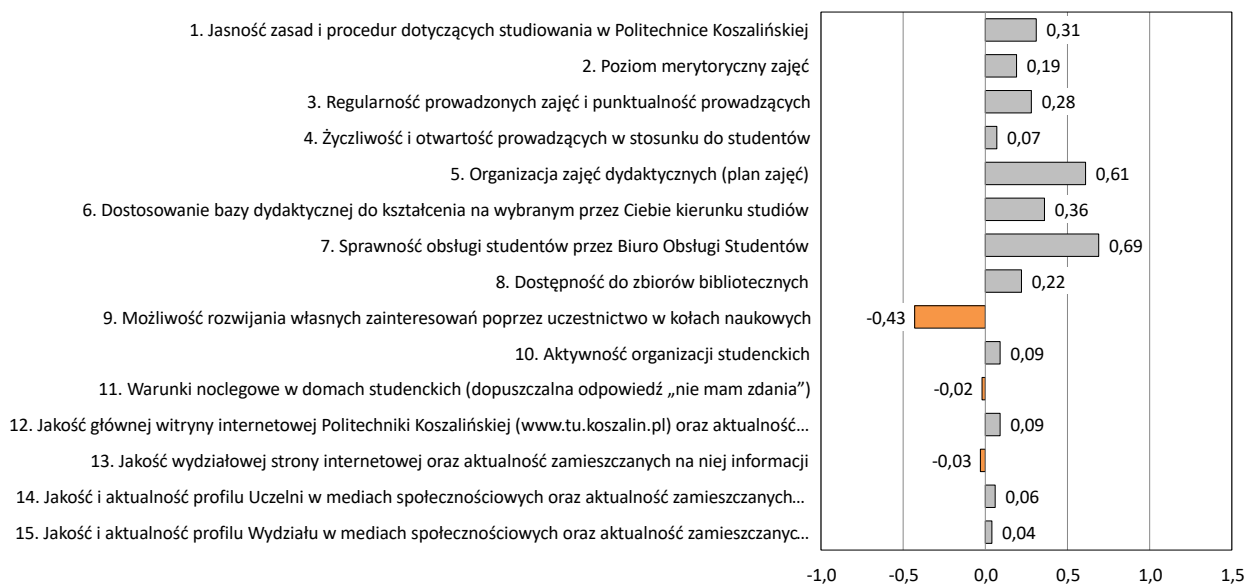 1. Jasność zasad i procedur dotyczących studiowania w Politechnice Koszalińskiej 0,31
2. Poziom merytoryczny zajęć 0,19
3. Regularność prowadzonych zajęć i punktualność prowadzących 0,28
4. Życzliwość i otwartość prowadzących w stosunku do studentów 0,07
5. Organizacja zajęć dydaktycznych (plan zajęć) 0,61
6. Dostosowanie bazy dydaktycznej do kształcenia na wybranym przez Ciebie kierunku studiów 0,36
7. Sprawność obsługi studentów przez Biuro Obsługi Studentów 0,69
8. Dostępność do zbiorów bibliotecznych 0,22
9. Możliwość rozwijania własnych zainteresowań poprzez uczestnictwo w kołach naukowych -0,43
10. Aktywność organizacji studenckich 0,09
11. Warunki noclegowe w domach studenckich (dopuszczalna odpowiedź „nie mam zdania”) -0,02
12. Jakość głównej witryny internetowej Politechniki Koszalińskiej (www.tu.koszalin.pl) oraz aktualność... 0,09
13. Jakość wydziałowej strony internetowej oraz aktualność zamieszczanych na niej informacji -0,03
14. Jakość i aktualność profilu Uczelni w mediach społecznościowych oraz aktualność zamieszczanych... 0,06
15. Jakość i aktualność profilu Wydziału w mediach społecznościowych oraz aktualność zamieszczanyc... 0,04
-1,0 -0,5 0,0 0,5 1,0 1,5